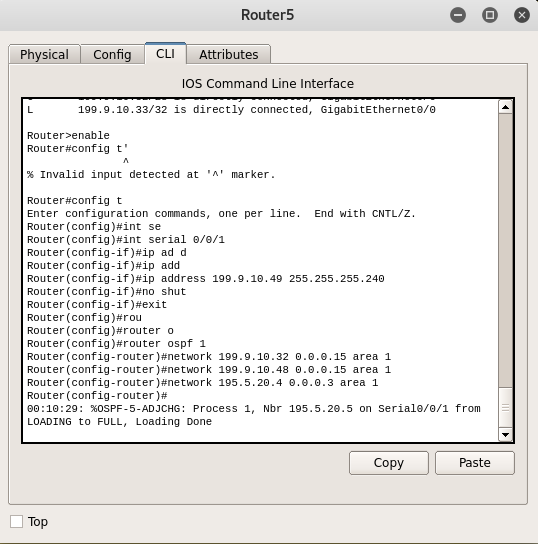 Router5
Physical Config CLI Attributes
IOS Command Line Interface
L       199.9.10.33/32 is directly connected, GigabitEthernet0/0
Router>enable
Router#config t'
^
% Invalid input detected at '^' marker.
Router#config t
Enter configuration commands, one per line.  End with CNTL/Z.
Router(config)#int se
Router(config)#int serial 0/0/1
Router(config-if)#ip ad d
Router(config-if)#ip add
Router(config-if)#ip address 199.9.10.49 255.255.255.240
Router(config-if)#no shut
Router(config-if)#exit
Router(config)#rou
Router(config)#router o
Router(config)#router ospf 1
Router(config-router)#network 199.9.10.32 0.0.0.15 area 1
Router(config-router)#network 199.9.10.48 0.0.0.15 area 1
Router(config-router)#network 195.5.20.4 0.0.0.3 area 1
Router(config-router)#
00:10:29: %OSPF-5-ADJCHG: Process 1, Nbr 195.5.20.5 on Serial0/0/1 from
LOADING to FULL, Loading Done
Copy Paste
Top